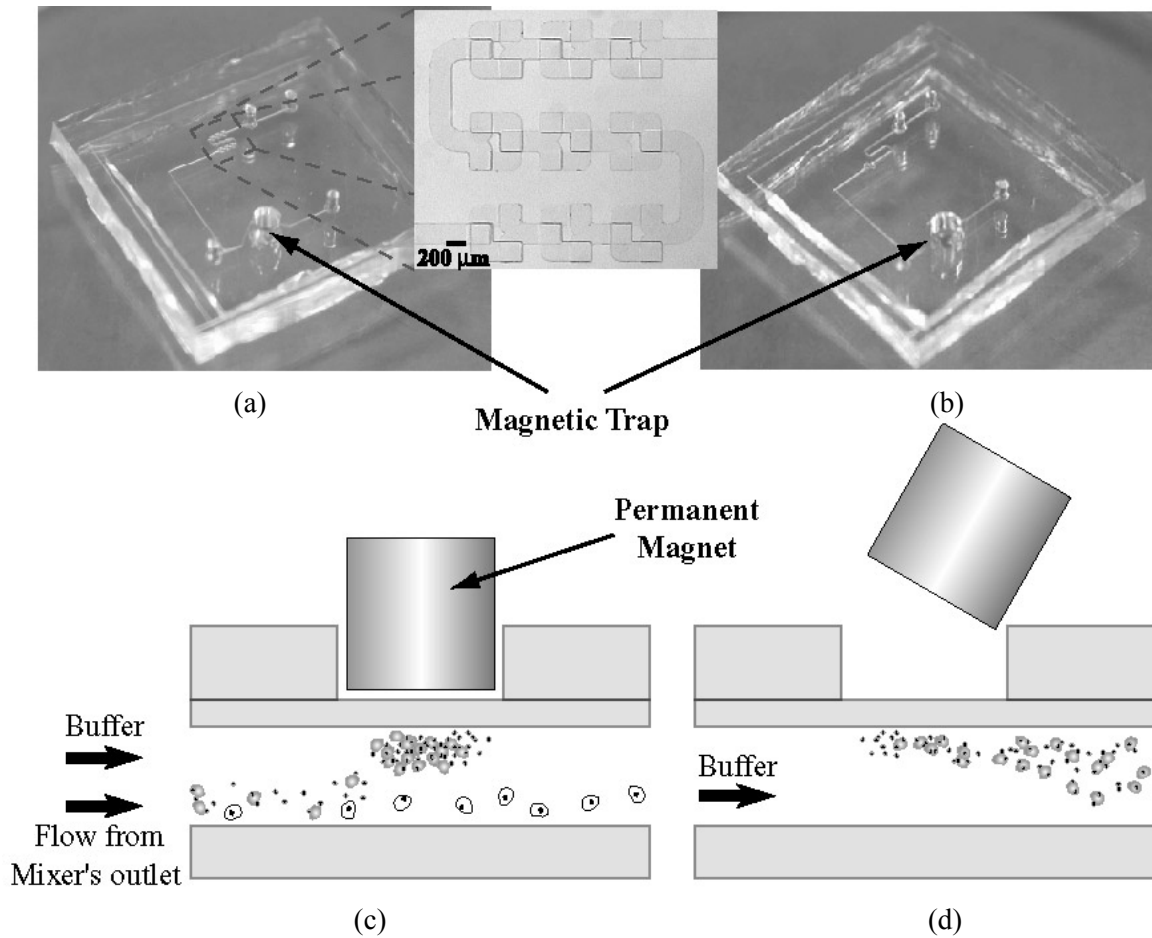 200 μm
(a)
(b)
Magnetic Trap
Permanent
Magnet
Buffer
Flow from
Mixer's outlet
Buffer
(c)
(d)